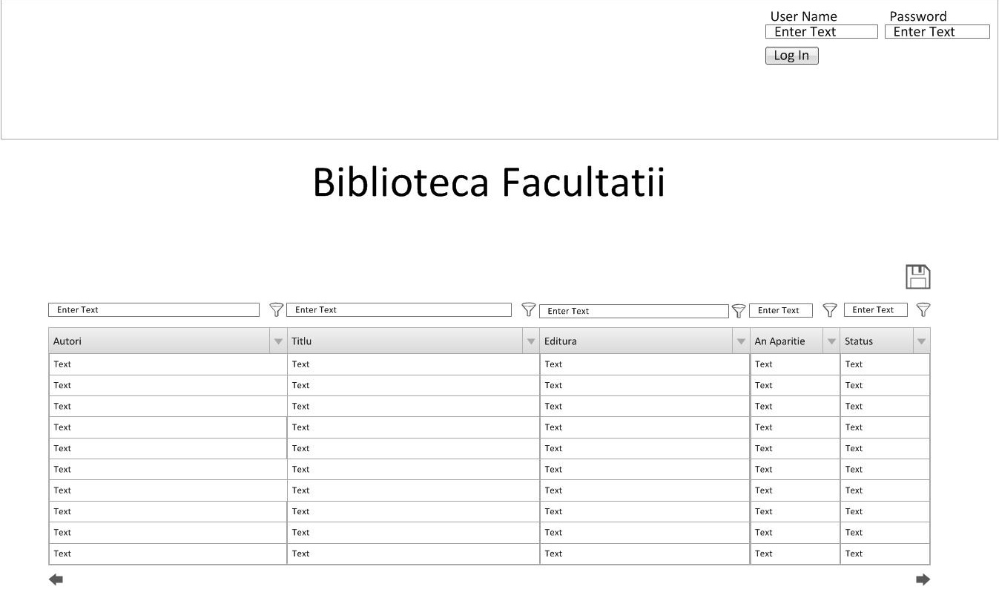 User Name Password
Enter Text Enter Text
Log In
Biblioteca Facultatii
Enter Text Enter Text Enter Text Enter Text Enter Text
Autori Titlu Editura An Aparitie Status
Text Text Text Text Text
Text Text Text Text Text
Text Text Text Text Text
Text Text Text Text Text
Text Text Text Text Text
Text Text Text Text Text
Text Text Text Text Text
Text Text Text Text Text
Text Text Text Text Text
Text Text Text Text Text